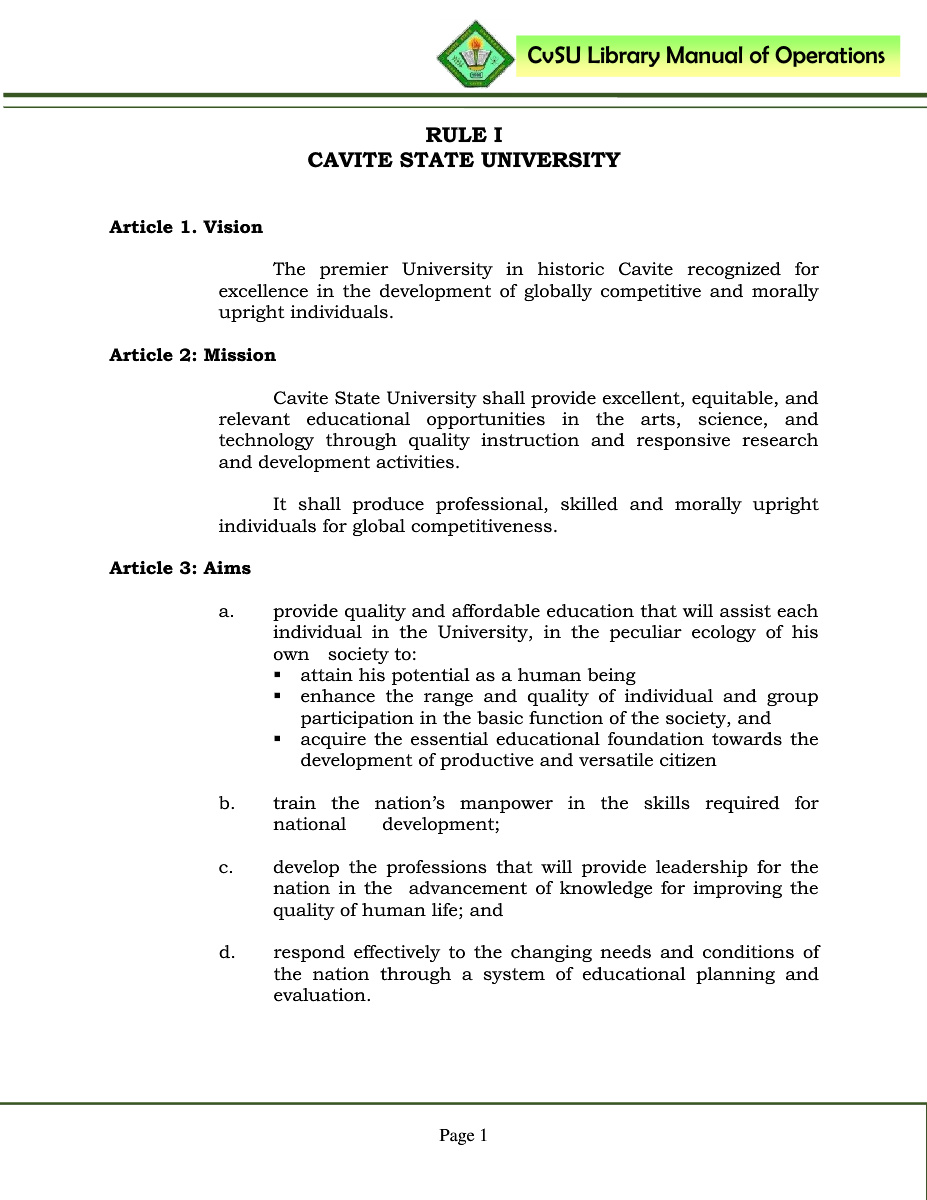 CvSU Library Manual of Operations
RULE I
CAVITE STATE UNIVERSITY
Article 1. Vision
The premier University in historic Cavite recognized for
excellence in the development of globally competitive and morally
upright individuals.
Article 2: Mission
Cavite State University shall provide excellent, equitable, and
relevant educational opportunities in the arts, science, and
technology through quality instruction and responsive research
and development activities.
It shall produce professional, skilled and morally upright
individuals for global competitiveness.
Article 3: Aims
a. provide quality and affordable education that will assist each
individual in the University, in the peculiar ecology of his
own society to:
▪ attain his potential as a human being
▪ enhance the range and quality of individual and group
participation in the basic function of the society, and
▪ acquire the essential educational foundation towards the
development of productive and versatile citizen
b. train the nation’s manpower in the skills required for
national development;
c. develop the professions that will provide leadership for the
nation in the advancement of knowledge for improving the
quality of human life; and
d. respond effectively to the changing needs and conditions of
the nation through a system of educational planning and
evaluation.
Page 1